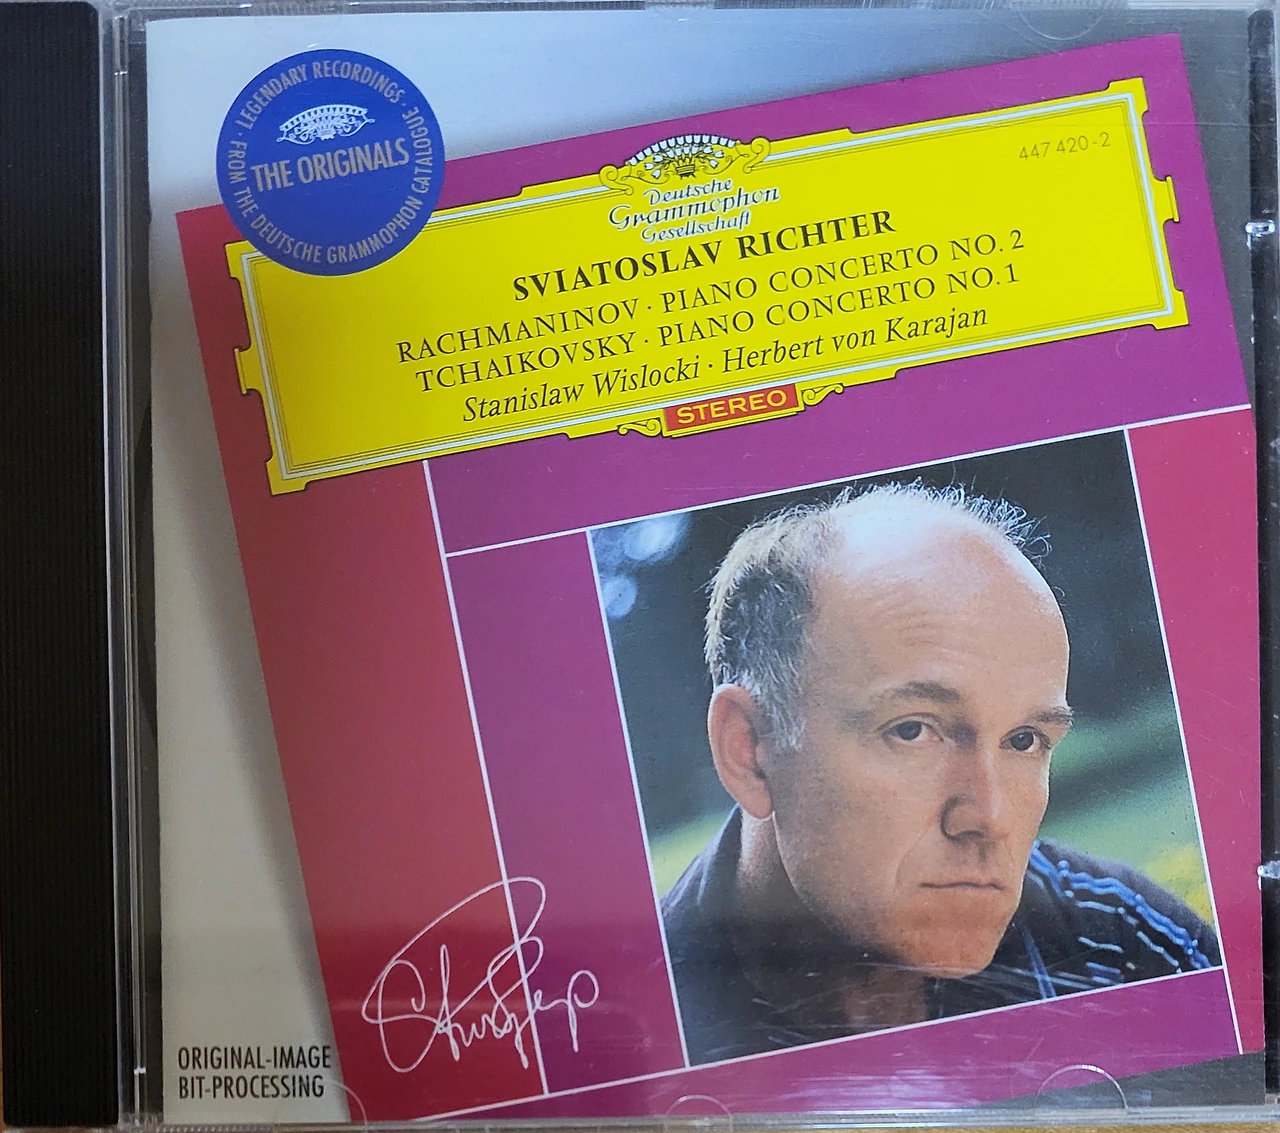 LEGENDARY RECORDINGS
FROM THE DEUTSCHE GRAMMOPHON CATALOGUE
THE ORIGINALS
447 420-2
Deutsche
Grammophon
Gesellschaft
SVIATOSLAV RICHTER
RACHMANINOV · PIANO CONCERTO NO. 2
TCHAIKOVSKY · PIANO CONCERTO NO. 1
Stanislaw Wislocki · Herbert von Karajan
STEREO
ORIGINAL-IMAGE
BIT-PROCESSING